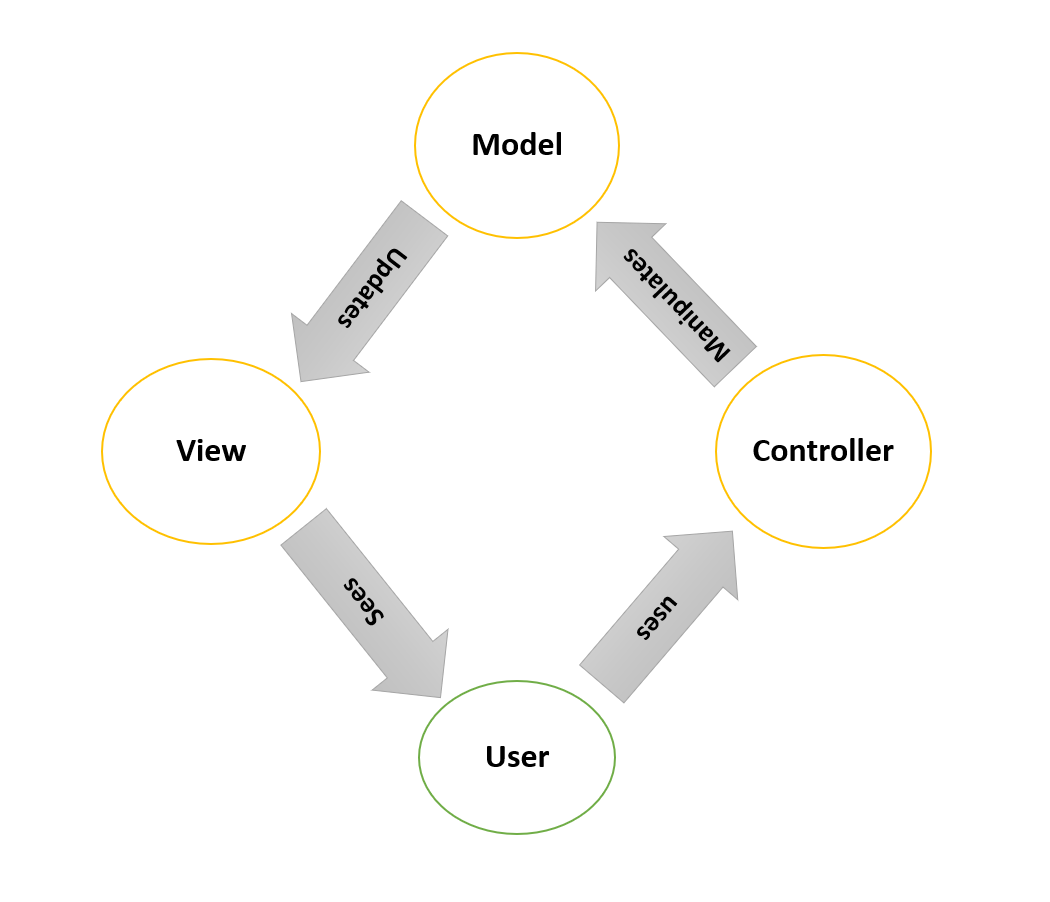 Model
Updates
Manipulates
View
Controller
Sees
uses
User